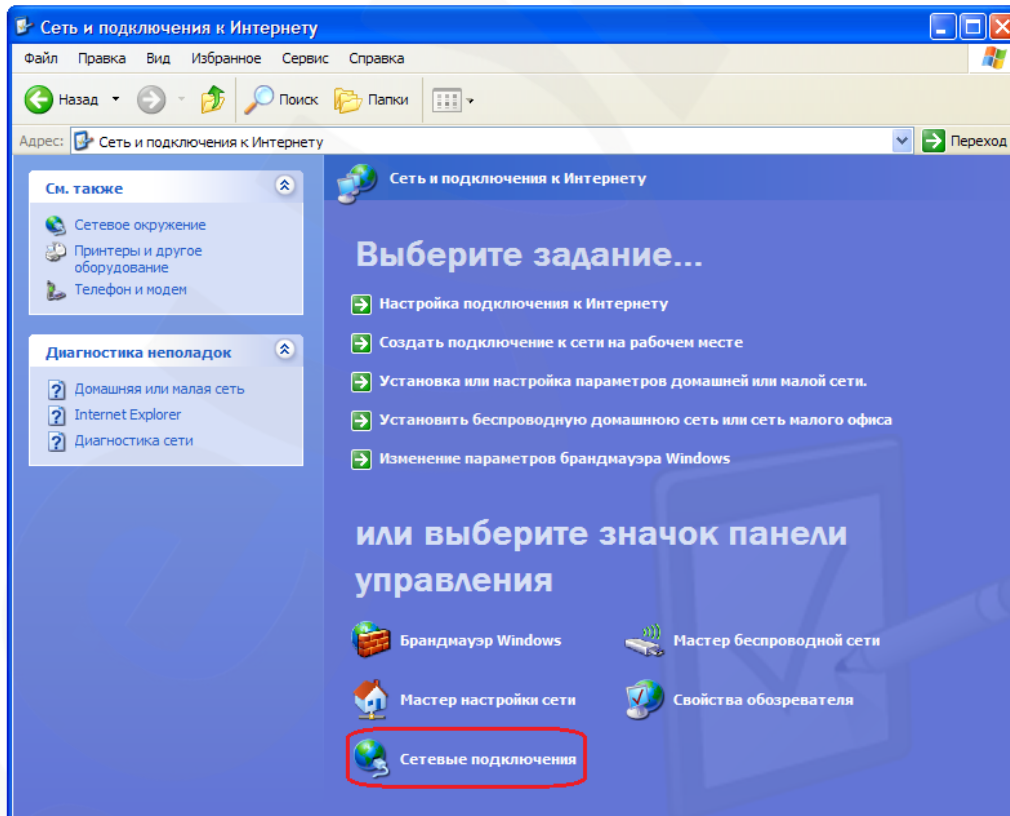 Сеть и подключения к Интернету
Файл Правка Вид Избранное Сервис Справка
Назад Поиск Папки
Адрес: Сеть и подключения к Интернету Переход
См. также
Сетевое окружение
Принтеры и другое
оборудование
Телефон и модем
Диагностика неполадок
Домашняя или малая сеть
Internet Explorer
Диагностика сети
Сеть и подключения к Интернету
Выберите задание...
Настройка подключения к Интернету
Создать подключение к сети на рабочем месте
Установка или настройка параметров домашней или малой сети.
Установить беспроводную домашнюю сеть или сеть малого офиса
Изменение параметров брандмауэра Windows
или выберите значок панели
управления
Брандмауэр Windows Мастер беспроводной сети
Мастер настройки сети Свойства обозревателя
Сетевые подключения